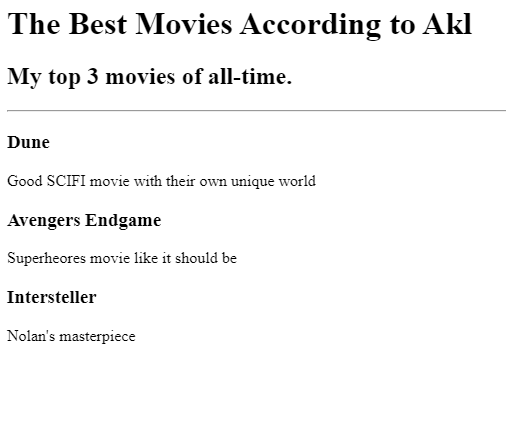 The Best Movies According to Akl
My top 3 movies of all-time.
Dune
Good SCIFI movie with their own unique world
Avengers Endgame
Superheores movie like it should be
Intersteller
Nolan's masterpiece